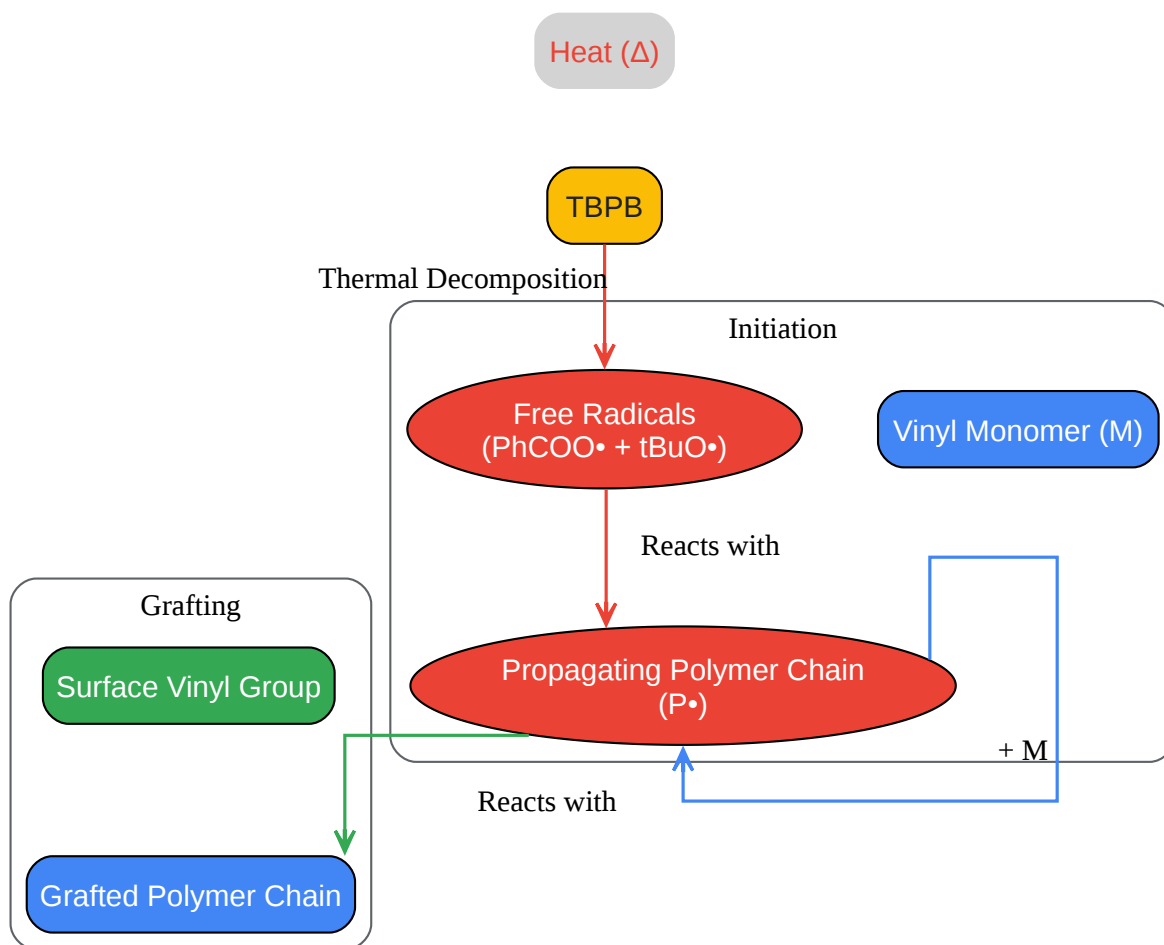 Heat (Δ)
TBPB
Thermal Decomposition
Initiation
Free Radicals
(PhCOO• + tBuO•)
Vinyl Monomer (M)
Reacts with
Grafting
Surface Vinyl Group
Propagating Polymer Chain
(P•)
+ M
Reacts with
Grafted Polymer Chain